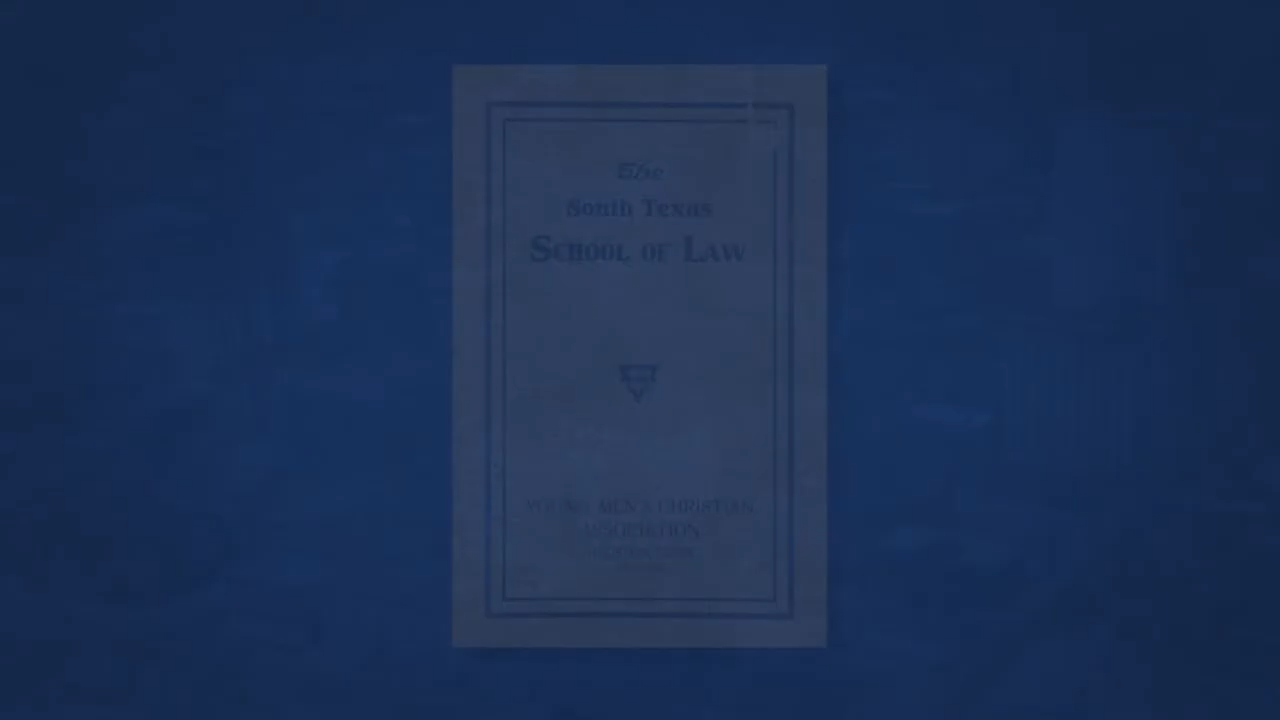 The
South Texas
SCHOOL OF LAW
YOUNG MEN'S CHRISTIAN
ASSOCIATION